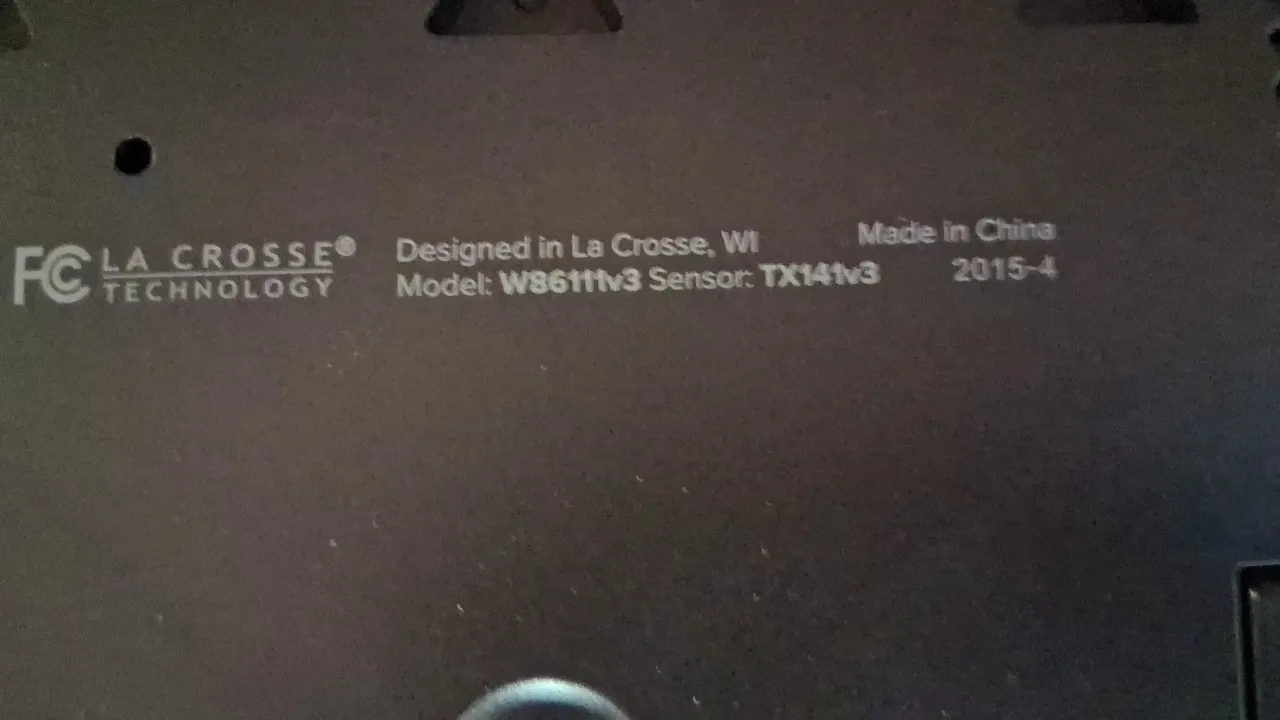 FC LA CROSSE®
TECHNOLOGY
Designed in La Crosse, WI
Model: W86111v3 Sensor: TX141v3
Made in China
2015-4